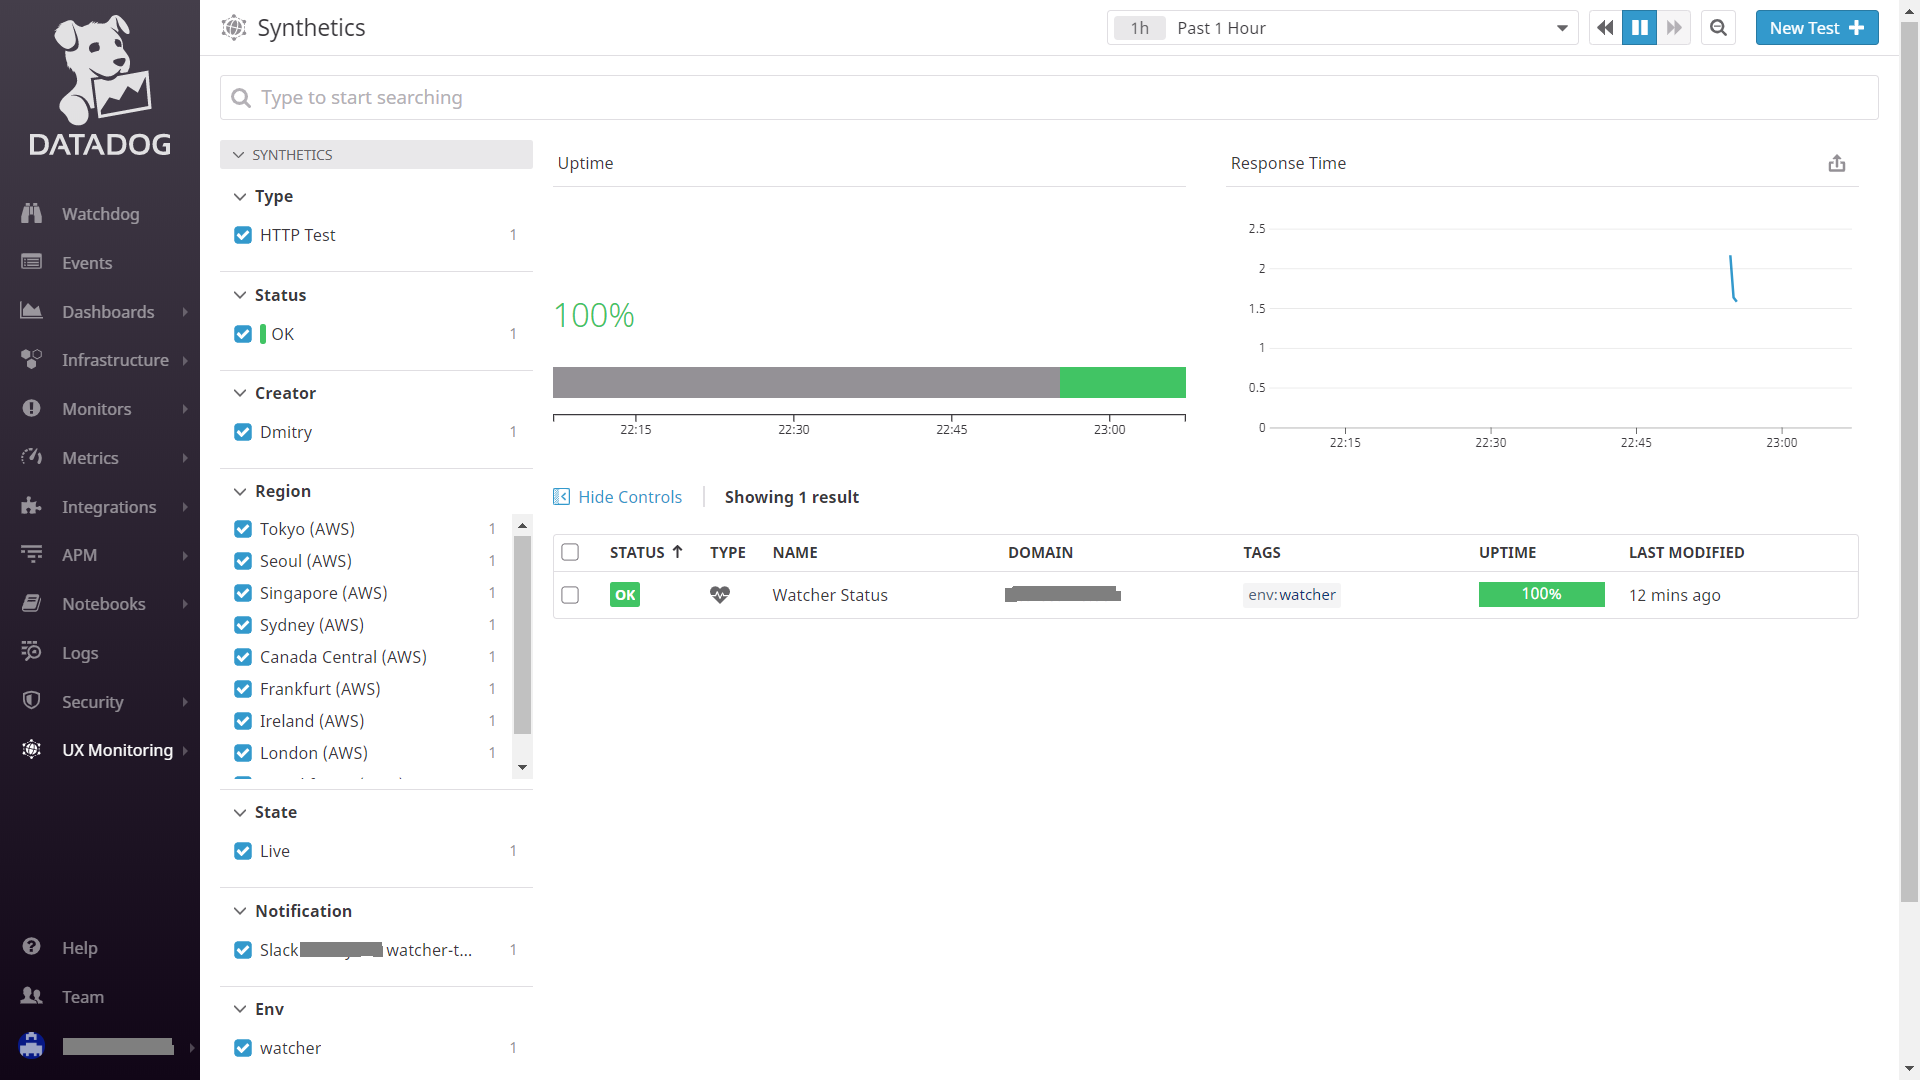 DATADOG
Watchdog
Events
Dashboards
Infrastructure
Monitors
Metrics
Integrations
APM
Notebooks
Logs
Security
UX Monitoring
Help
Team
Synthetics
1h Past 1 Hour
New Test
Type to start searching
SYNTHETICS
Type
HTTP Test 1
Status
OK 1
Creator
Dmitry 1
Region
Tokyo (AWS) 1
Seoul (AWS) 1
Singapore (AWS) 1
Sydney (AWS) 1
Canada Central (AWS) 1
Frankfurt (AWS) 1
Ireland (AWS) 1
London (AWS) 1
State
Live 1
Notification
Slack watcher-t... 1
Env
watcher 1
Uptime
100%
22:15 22:30 22:45 23:00
Response Time
2.5
2
1.5
1
0.5
0
22:15 22:30 22:45 23:00
Hide Controls Showing 1 result
STATUS TYPE NAME DOMAIN TAGS UPTIME LAST MODIFIED
OK Watcher Status env:watcher 100% 12 mins ago